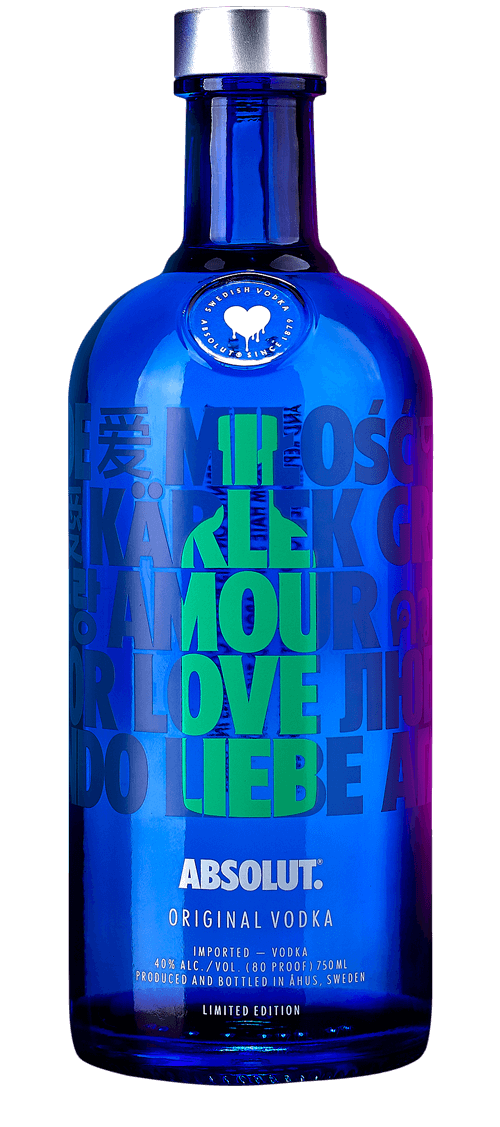 ABSOLUT® SINCE 1879
SWEDISH VODKA
爱 MIŁOŚĆ
KÄRLEK
AMOUR
LOVE
LIEBE
ABSOLUT.®
ORIGINAL VODKA
IMPORTED — VODKA
40% ALC./VOL. (80 PROOF) 750ML
PRODUCED AND BOTTLED IN ÅHUS, SWEDEN
LIMITED EDITION